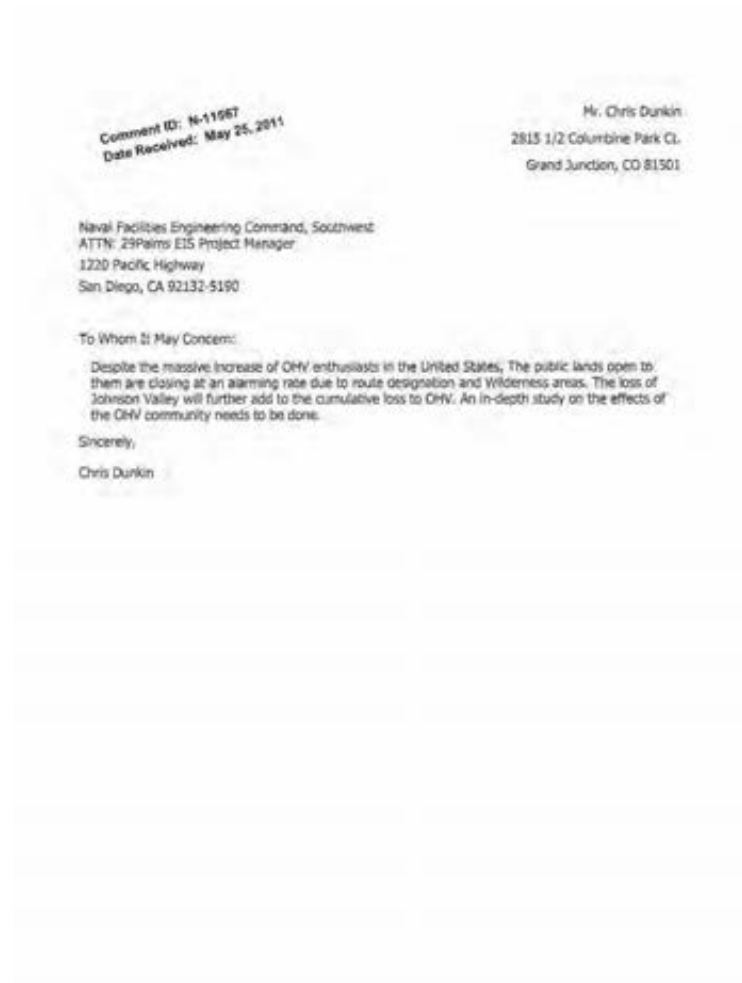 Comment ID: N-11067
Date Received: May 25, 2011
Mr. Chris Dunkin
2815 1/2 Columbine Park Ct.
Grand Junction, CO 81501
Naval Facilities Engineering Command, Southwest
ATTN: 29Palms EIS Project Manager
1220 Pacific Highway
San Diego, CA 92132-5190
To Whom It May Concern:
Despite the massive increase of OHV enthusiasts in the United States, The public lands open to
them are closing at an alarming rate due to route designation and Wilderness areas. The loss of
Johnson Valley will further add to the cumulative loss to OHV. An in-depth study on the effects of
the OHV community needs to be done.
Sincerely,
Chris Dunkin